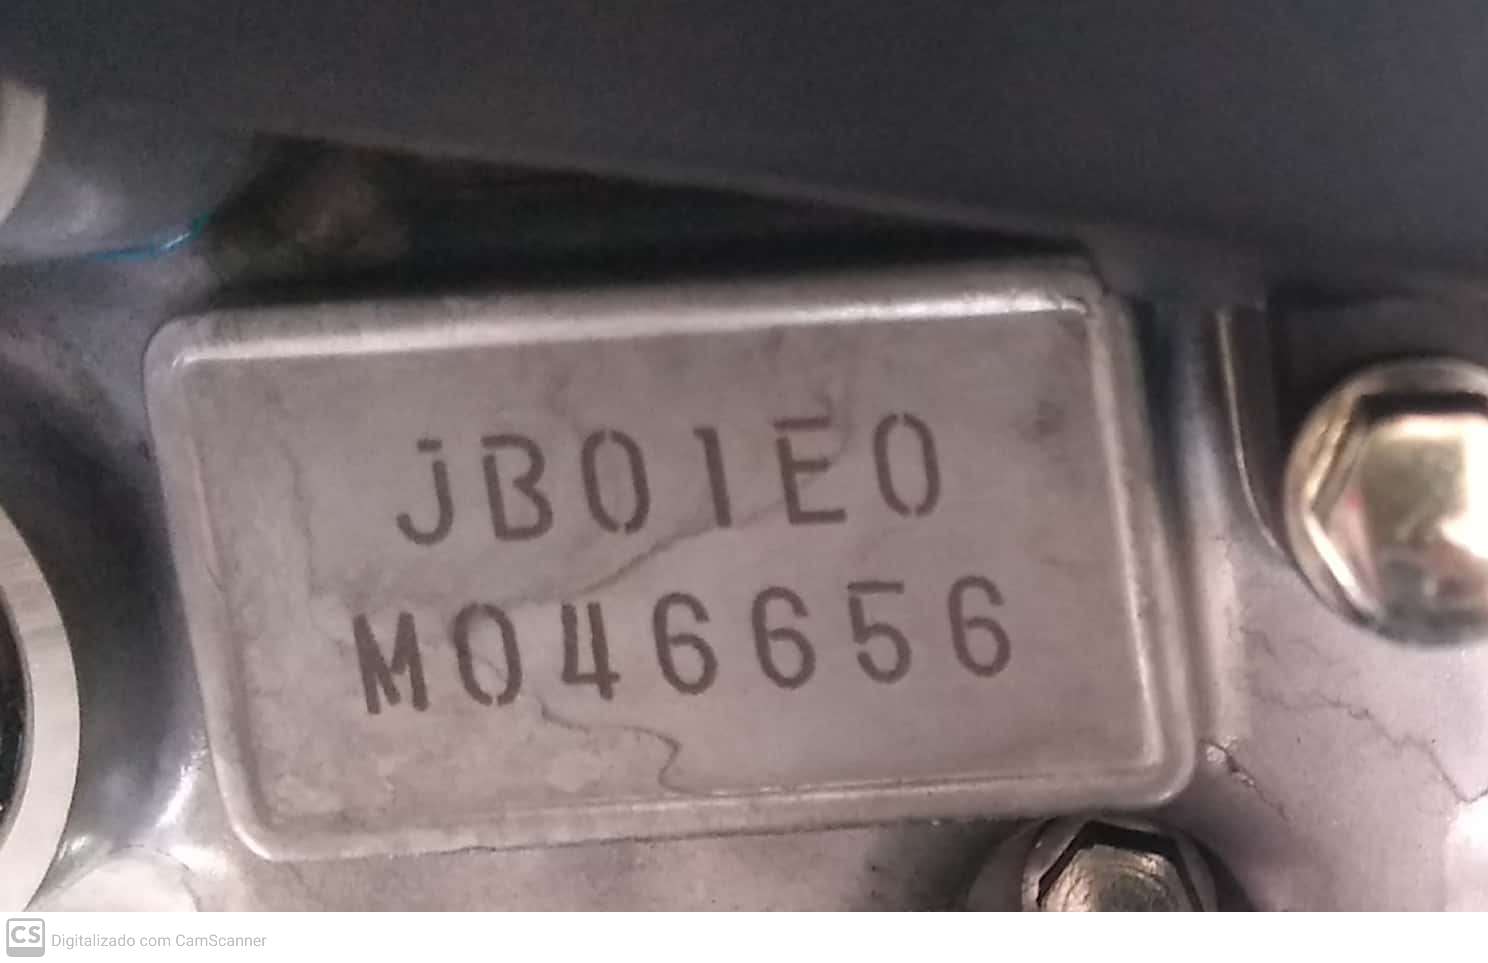 JB01E0
M046656
CS Digitalizado com CamScanner